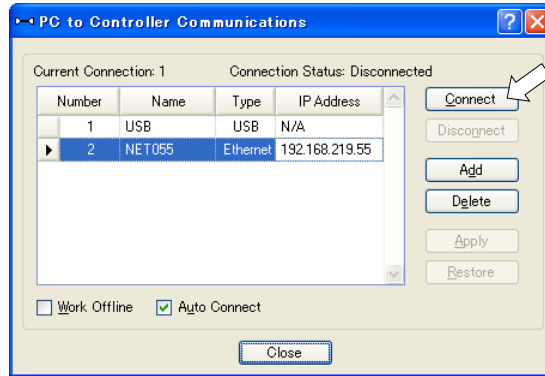 PC to Controller Communications
Current Connection: 1 Connection Status: Disconnected
Number Name Type IP Address
1 USB USB N/A
2 NET055 Ethernet 192.168.219.55
Connect
Disconnect
Add
Delete
Apply
Restore
Work Offline Auto Connect
Close